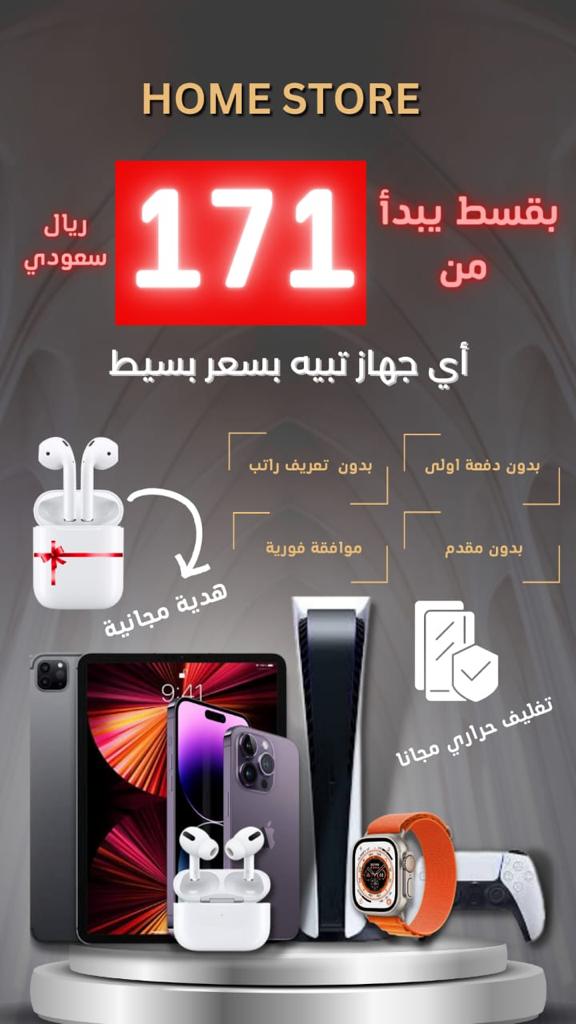 HOME STORE
بقسط يبدأ
من
171
ريال
سعودي
أي جهاز تبيه بسعر بسيط
بدون دفعة اولى
بدون تعريف راتب
بدون مقدم
موافقة فورية
هدية مجانية
تغليف حراري مجانا
9:41